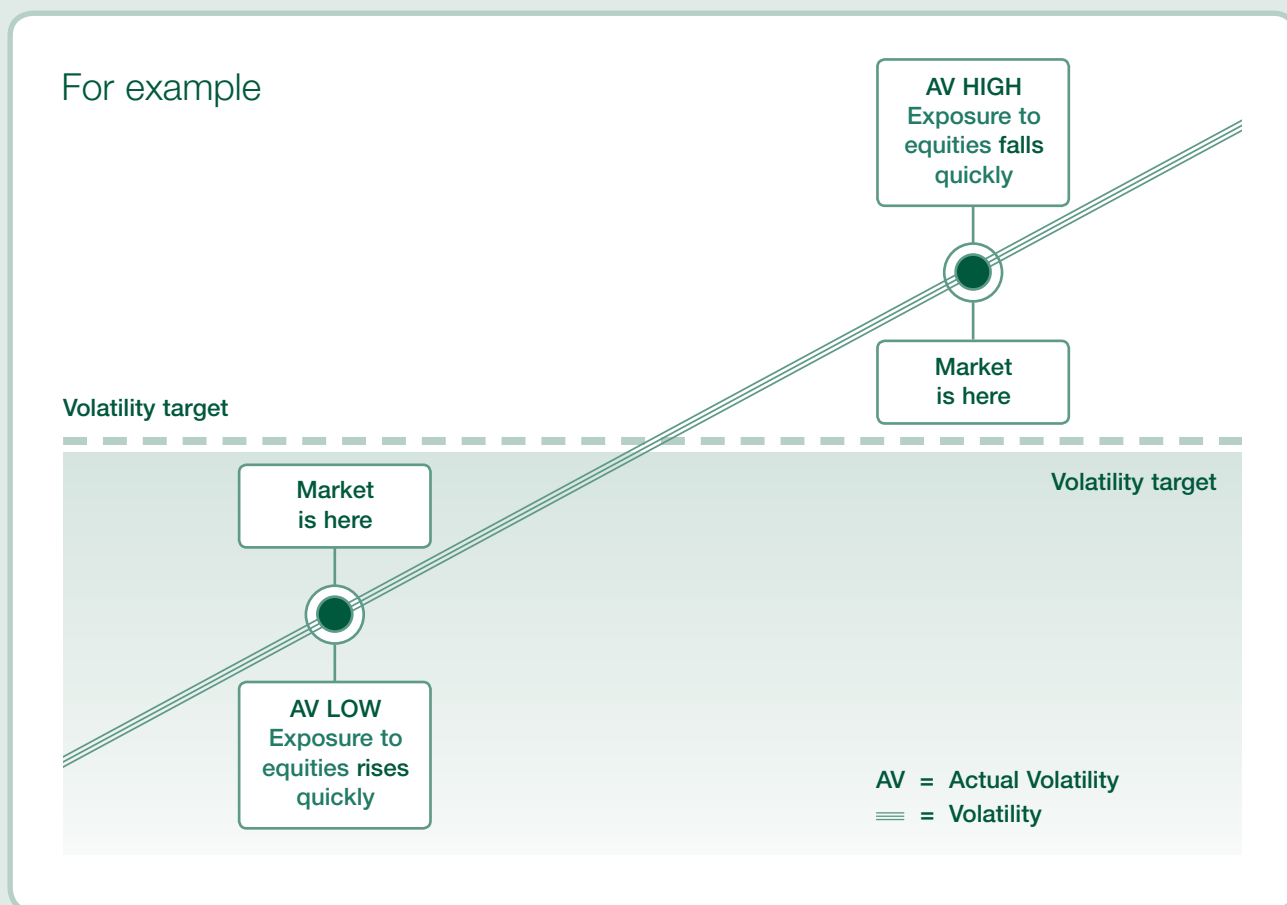 For example
AV HIGH
Exposure to
equities falls
quickly
Market
is here
Volatility target
Volatility target
Market
is here
AV LOW
Exposure to
equities rises
quickly
AV = Actual Volatility
= Volatility